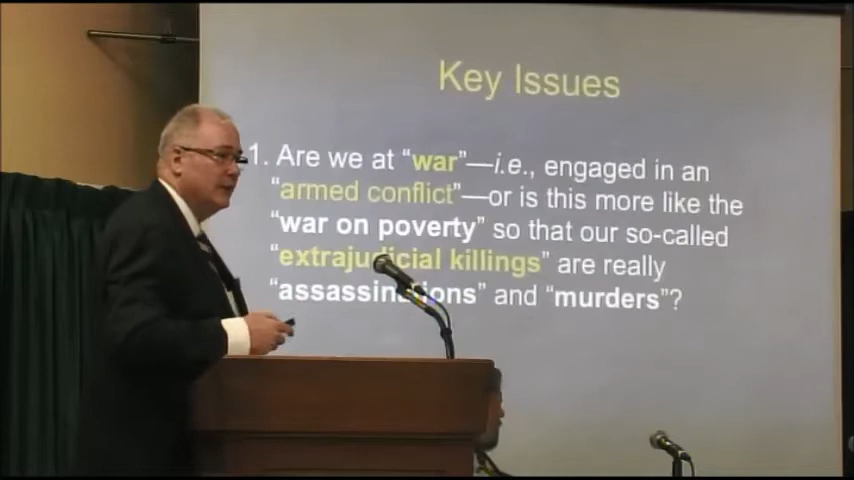 Key Issues
1. Are we at “war”—i.e., engaged in an
“armed conflict”—or is this more like the
“war on poverty” so that our so-called
“extrajudicial killings” are really
“assassinations” and “murders”?